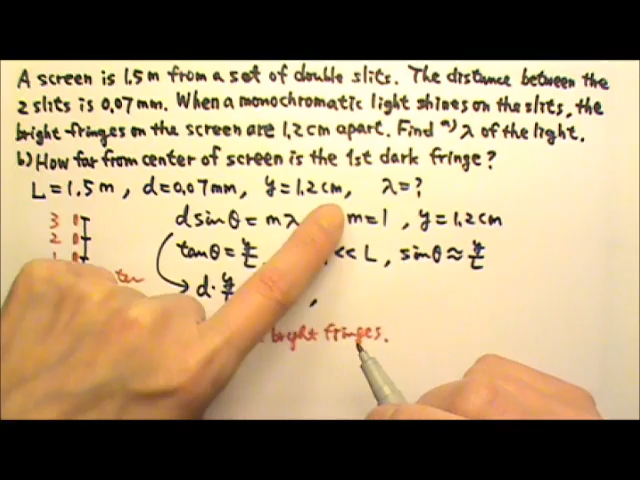 A screen is 1.5 m from a set of double slits. The distance between the
2 slits is 0.07 mm. When a monochromatic light shines on the slits, the
bright fringes on the screen are 1.2 cm apart. Find a) λ of the light.
b) How far from center of screen is the 1st dark fringe?
L = 1.5 m , d = 0.07 mm, y = 1.2 cm, λ = ?
3 d sin θ = mλ m = 1 , y = 1.2 cm
2 tan θ = y/L << L , sin θ ≈ y/L
d · y/L
bright fringes.